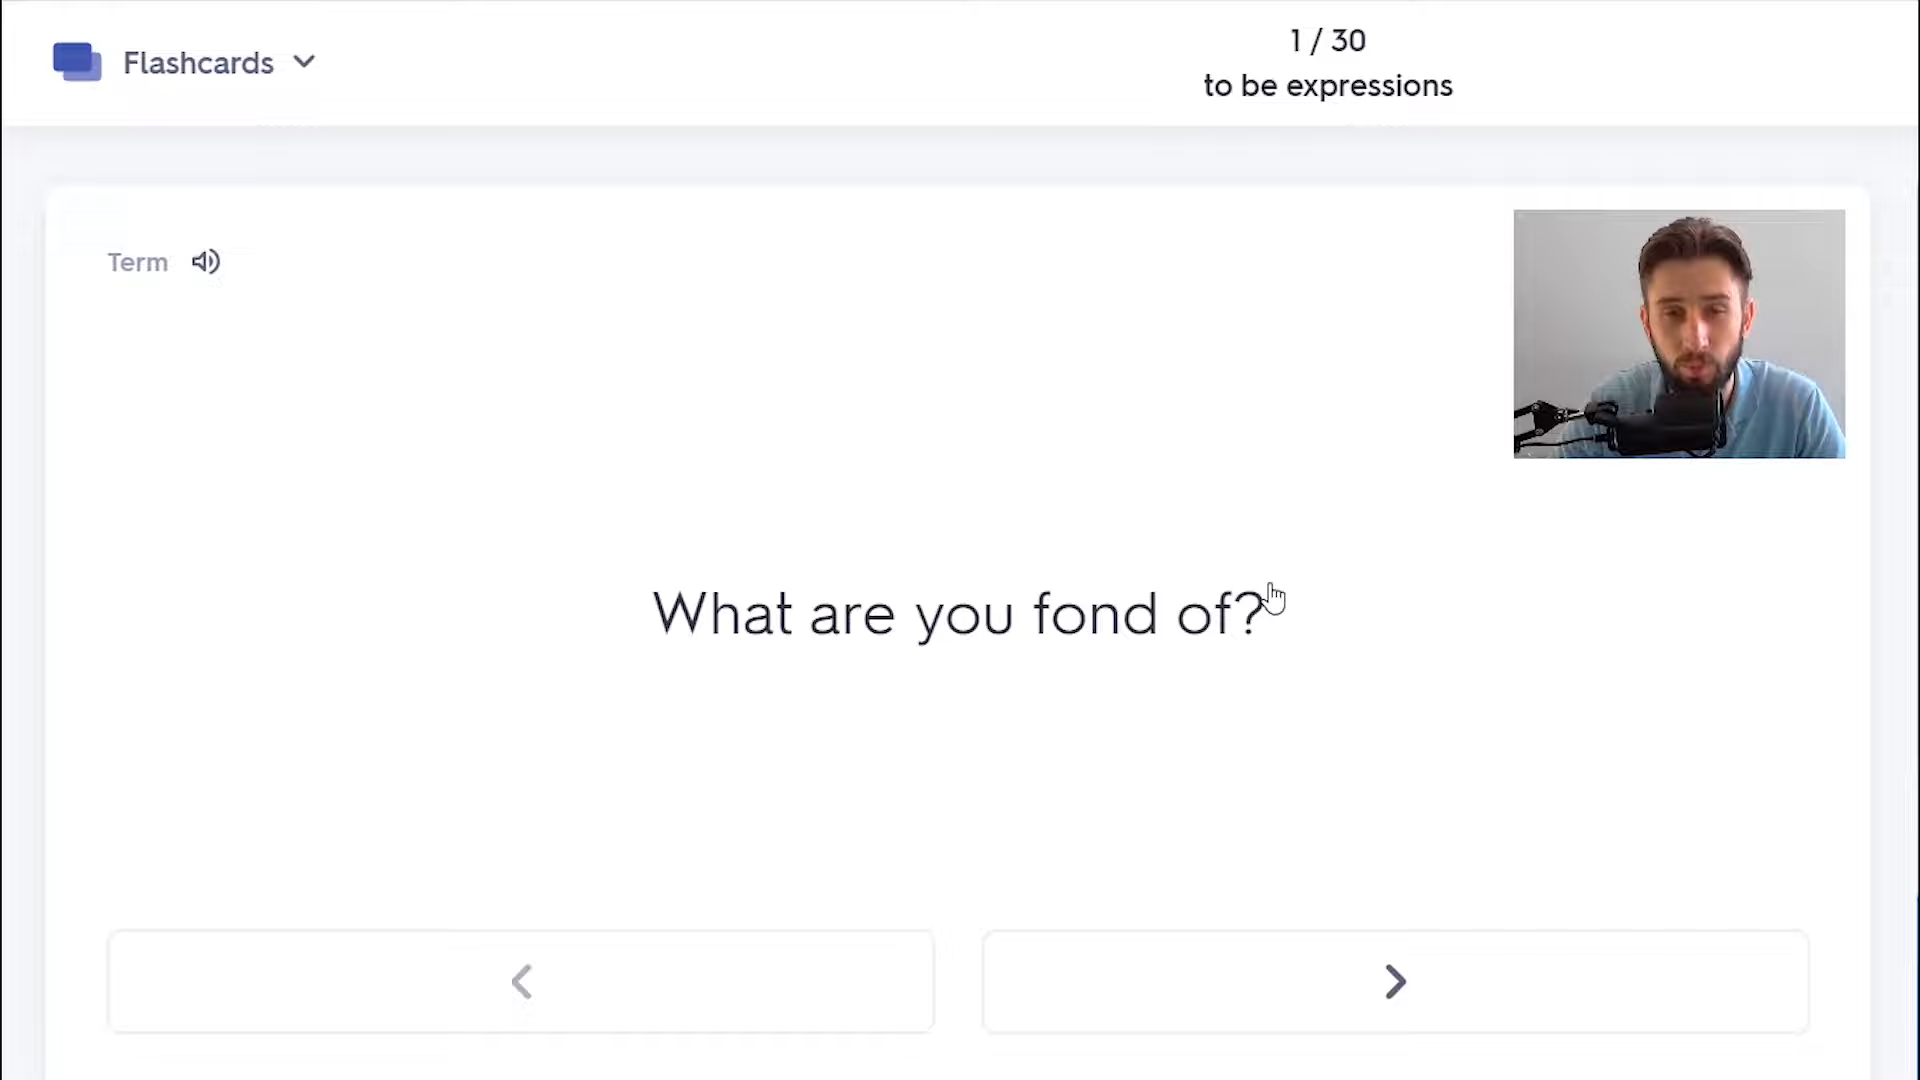 Flashcards
1 / 30
to be expressions
Term
What are you fond of?